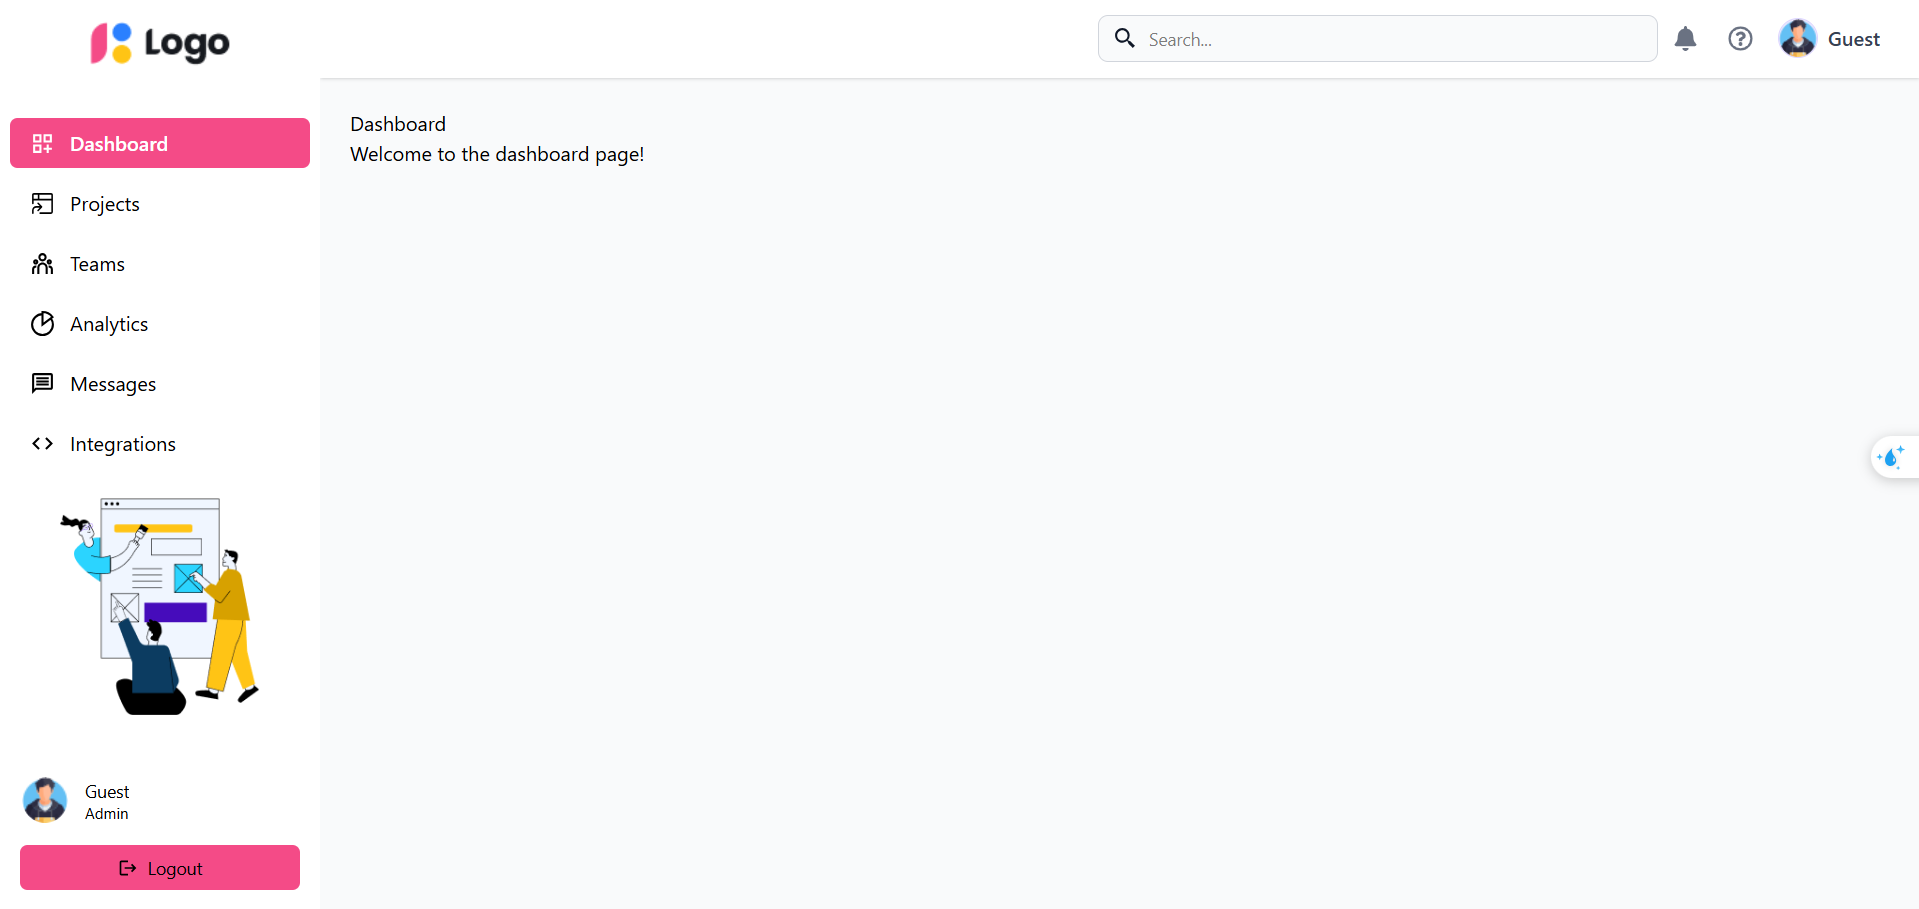 Logo
Search...
Guest
Dashboard
Projects
Teams
Analytics
Messages
Integrations
Dashboard
Welcome to the dashboard page!
Guest
Admin
Logout